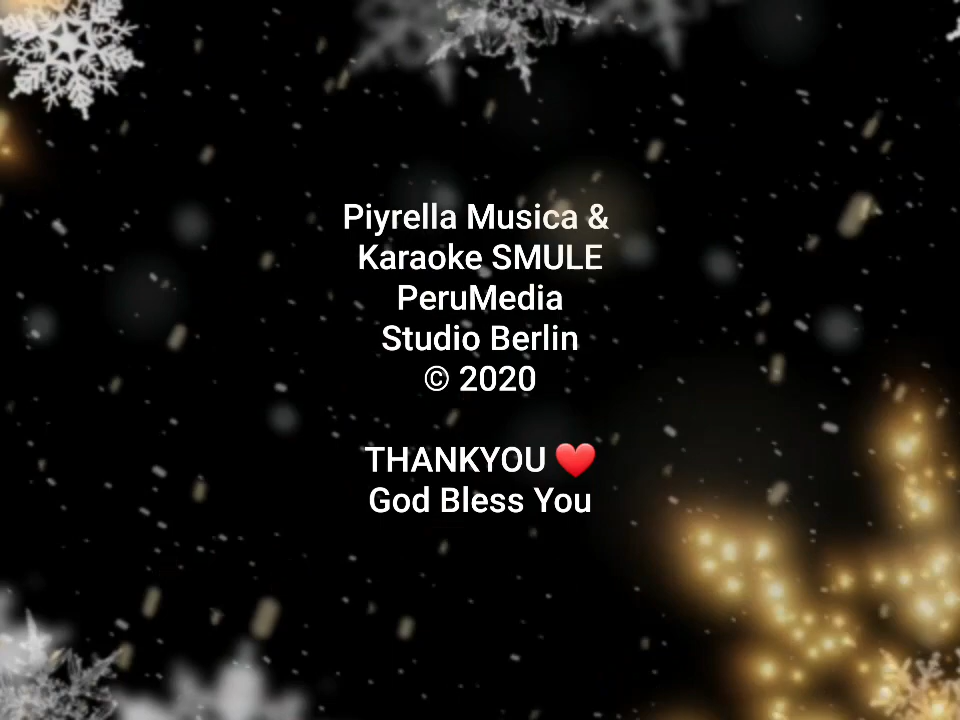 Piyrella Musica &
Karaoke SMULE
PeruMedia
Studio Berlin
© 2020
THANKYOU ❤️
God Bless You